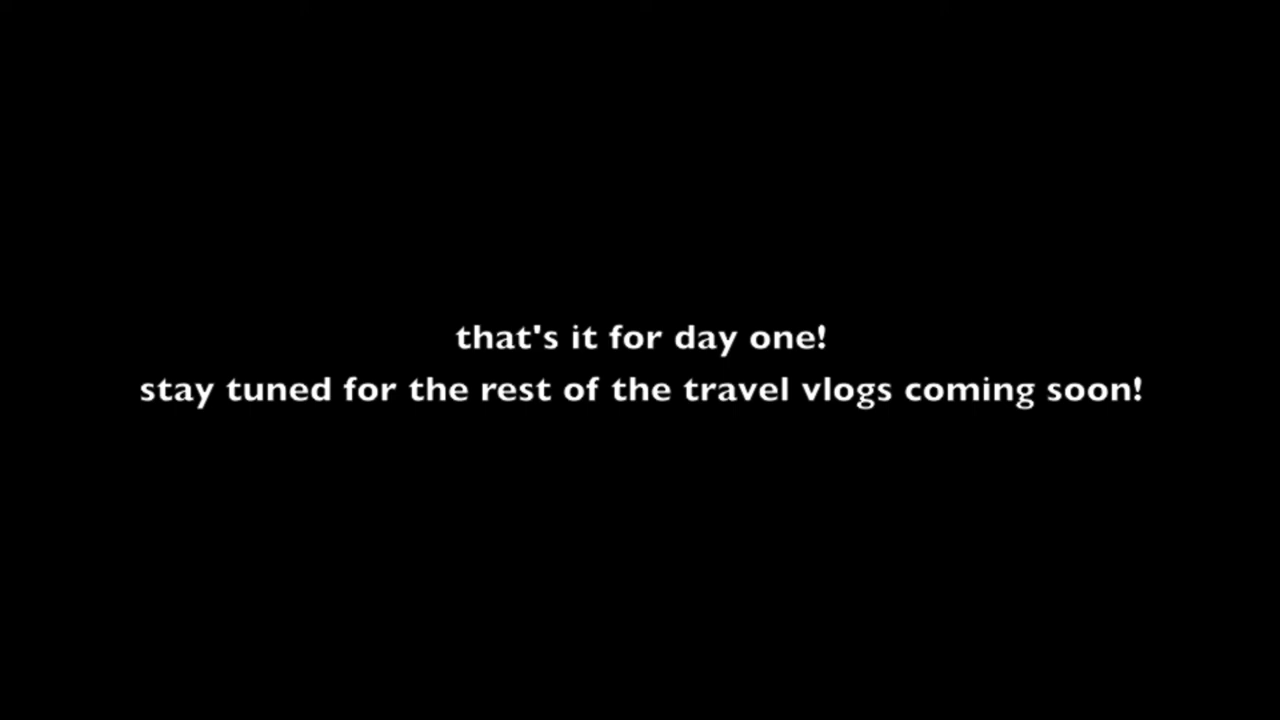 that's it for day one!
stay tuned for the rest of the travel vlogs coming soon!